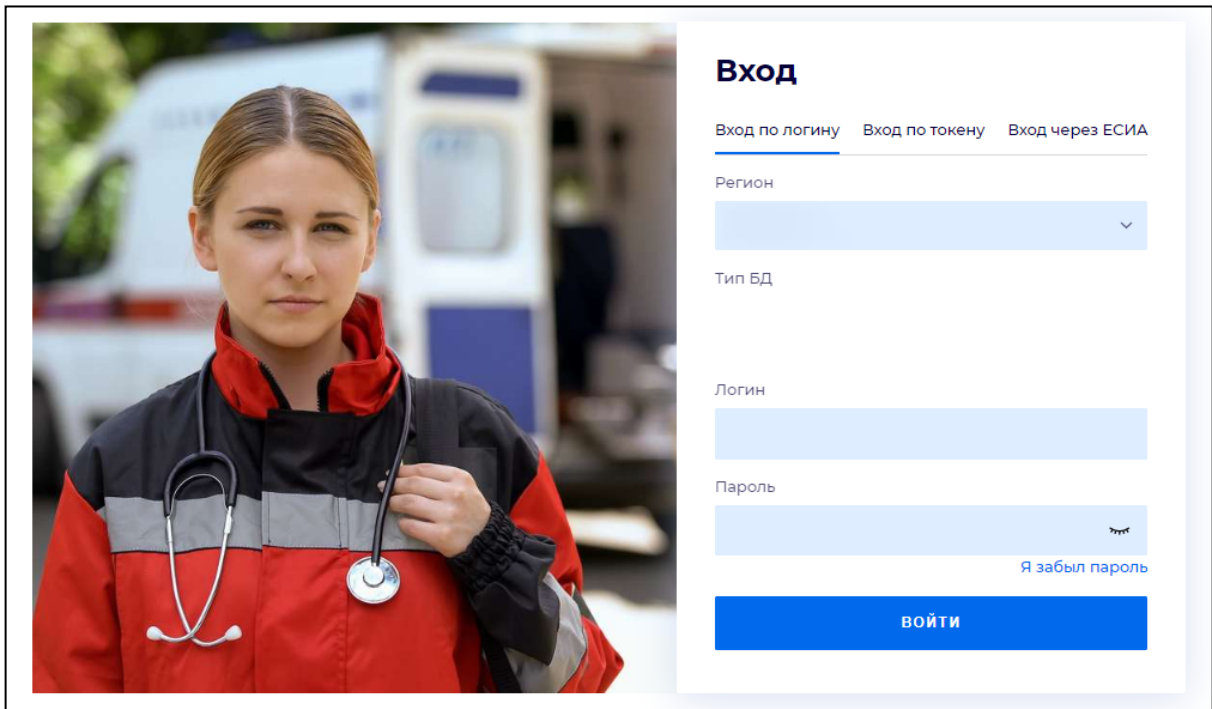 Вход
Вход по логину Вход по токену Вход через ЕСИА
Регион
Тип БД
Логин
Пароль
Я забыл пароль
ВОЙТИ